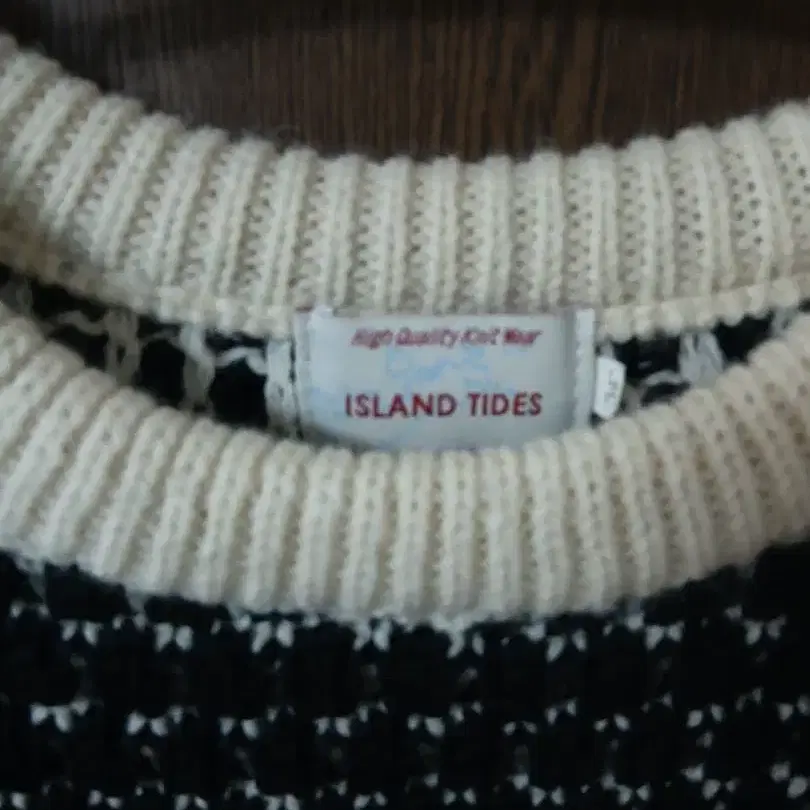 High Quality Knit Wear
ISLAND TIDES